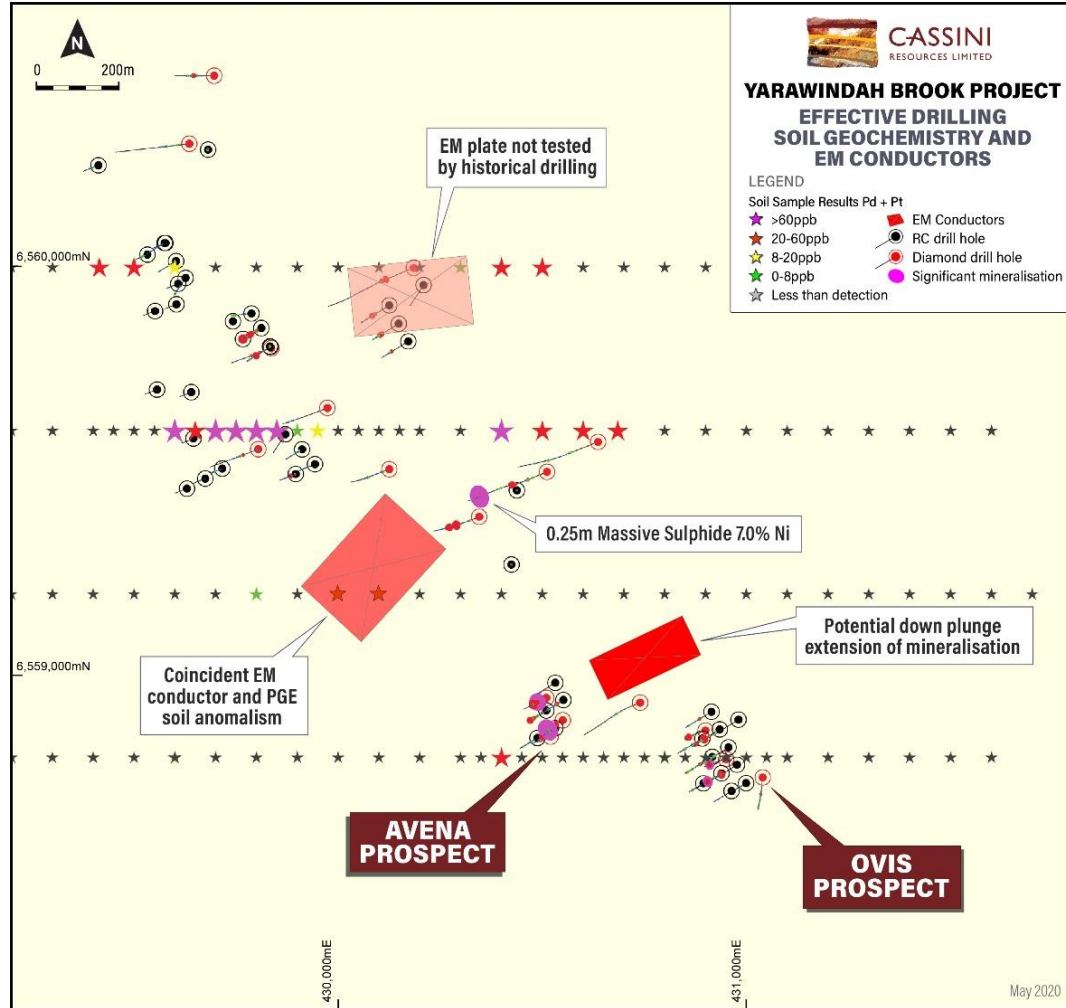 N
0 200m
CASSINI
RESOURCES LIMITED
YARAWINDAH BROOK PROJECT
EFFECTIVE DRILLING
SOIL GEOCHEMISTRY AND
EM CONDUCTORS
LEGEND
Soil Sample Results Pd + Pt
>60ppb
20-60ppb
8-20ppb
0-8ppb
Less than detection
EM Conductors
RC drill hole
Diamond drill hole
Significant mineralisation
EM plate not tested
by historical drilling
6,560,000mN
0.25m Massive Sulphide 7.0% Ni
Coincident EM
conductor and PGE
soil anomalism
Potential down plunge
extension of mineralisation
6,559,000mN
AVENA
PROSPECT
OVIS
PROSPECT
430,000mE
431,000mE
May 2020